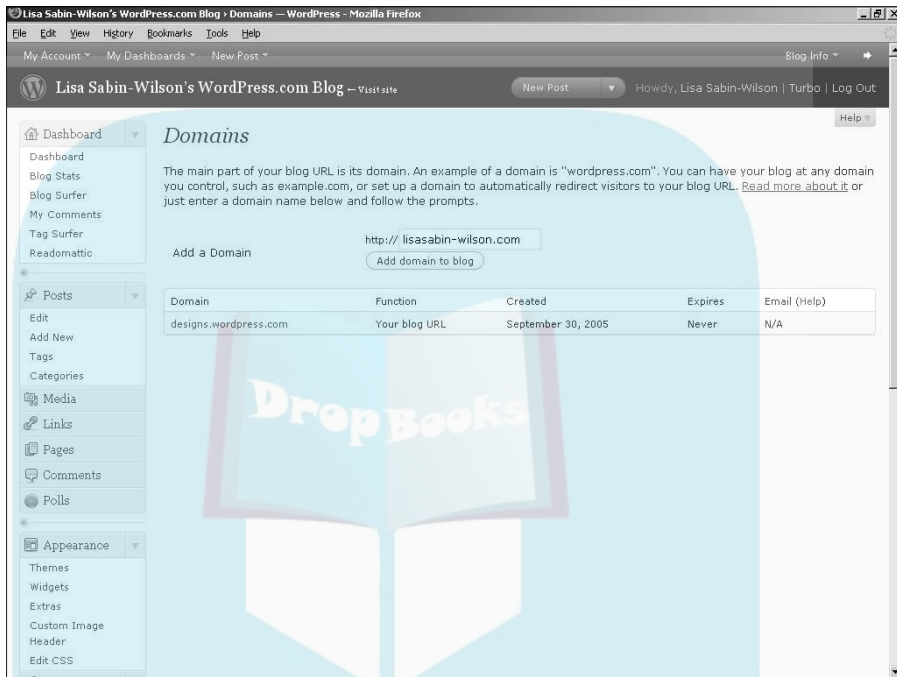 Lisa Sabin-Wilson's WordPress.com Blog › Domains — WordPress - Mozilla Firefox
File Edit View History Bookmarks Tools Help
My Account My Dashboards New Post Blog Info
Lisa Sabin-Wilson's WordPress.com Blog – Visit site New Post Howdy, Lisa Sabin-Wilson | Turbo | Log Out
Help
Dashboard
Dashboard
Blog Stats
Blog Surfer
My Comments
Tag Surfer
Readomattic
Posts
Edit
Add New
Tags
Categories
Media
Links
Pages
Comments
Polls
Appearance
Themes
Widgets
Extras
Custom Image
Header
Edit CSS
Domains
The main part of your blog URL is its domain. An example of a domain is "wordpress.com". You can have your blog at any domain
you control, such as example.com, or set up a domain to automatically redirect visitors to your blog URL. Read more about it or
just enter a domain name below and follow the prompts.
Add a Domain
http:// lisasabin-wilson.com
Add domain to blog
Domain Function Created Expires Email (Help)
designs.wordpress.com Your blog URL September 30, 2005 Never N/A
DropBooks